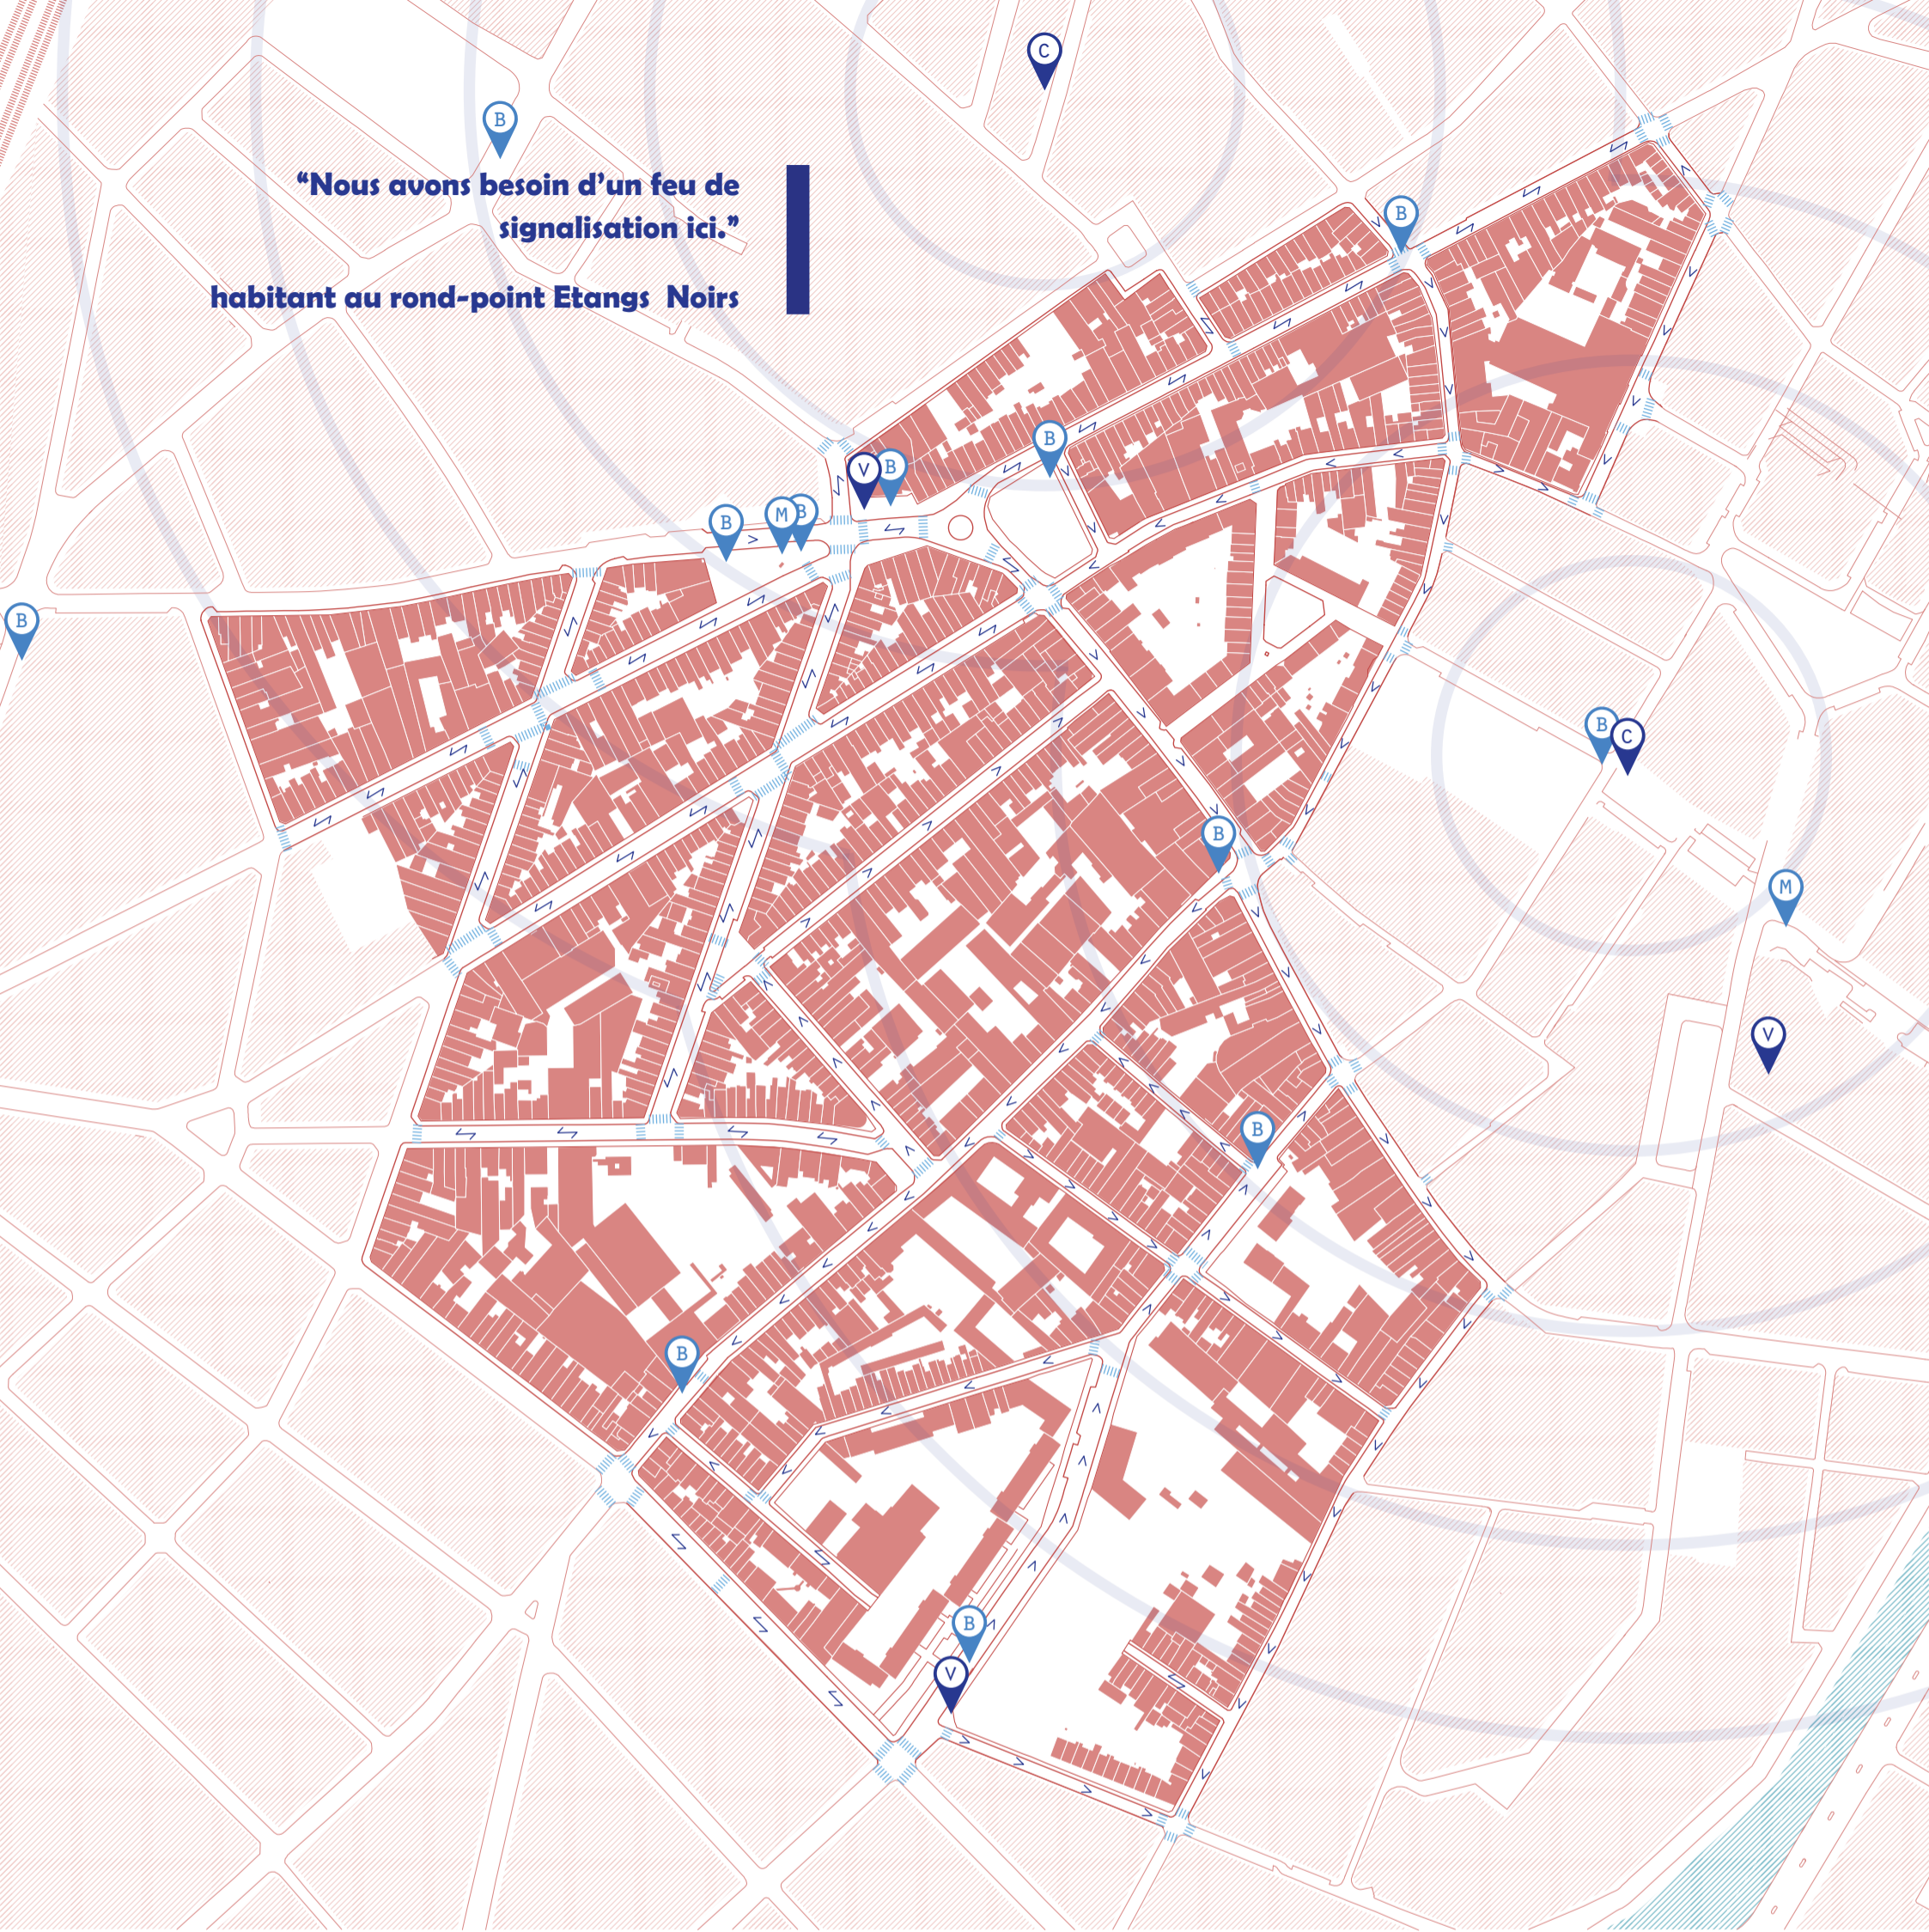 C
B
“Nous avons besoin d’un feu de
signalisation ici.”
habitant au rond-point Etangs Noirs
B
B
V B
B M B
B
B C
B
M
V
B
B
B
V